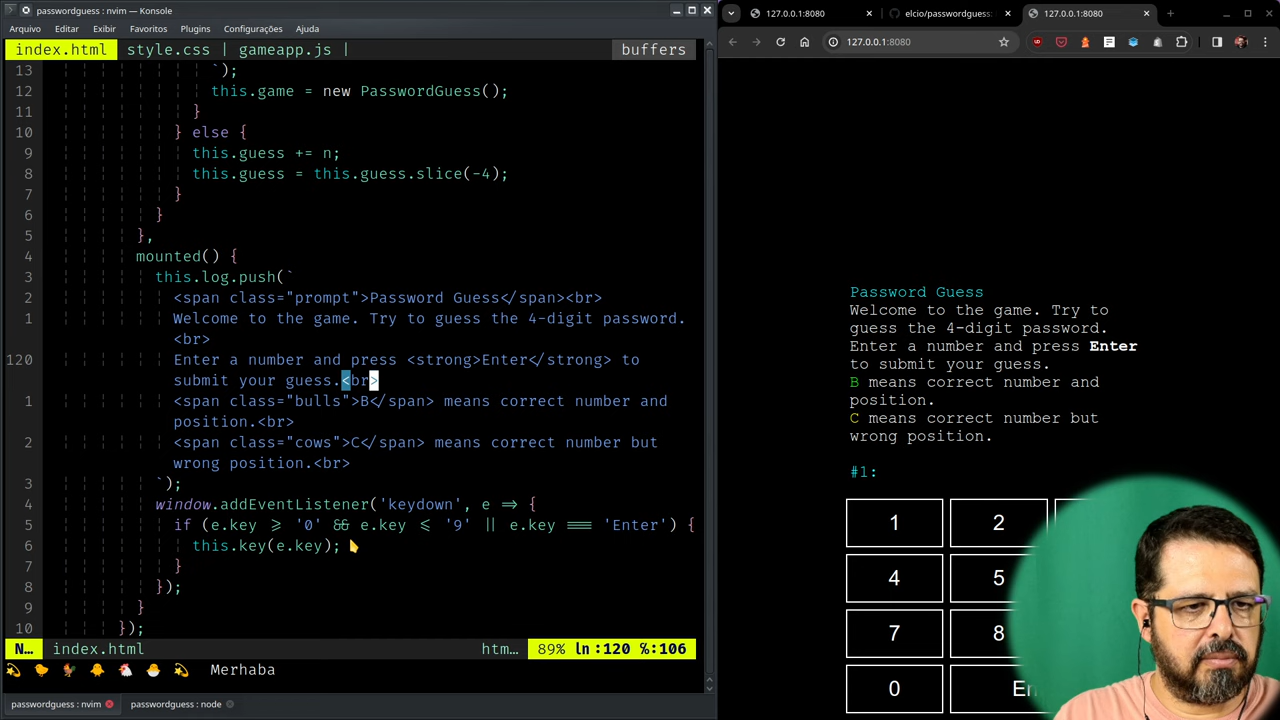 passwordguess : nvim — Konsole
Arquivo Editar Exibir Favoritos Plugins Configurações Ajuda
index.html style.css | gameapp.js | buffers
13 `);
12 this.game = new PasswordGuess();
11 }
10 } else {
9 this.guess += n;
8 this.guess = this.guess.slice(-4);
7 }
6 }
5 },
4 mounted() {
3 this.log.push(`
2 <span class="prompt">Password Guess</span><br>
1 Welcome to the game. Try to guess the 4-digit password.
<br>
120 Enter a number and press <strong>Enter</strong> to
submit your guess.<br>
1 <span class="bulls">B</span> means correct number and
position.<br>
2 <span class="cows">C</span> means correct number but
wrong position.<br>
3 `);
4 window.addEventListener('keydown', e => {
5 if (e.key >= '0' && e.key <= '9' || e.key === 'Enter') {
6 this.key(e.key);
7 }
8 });
9 }
10 });
N… index.html htm… 89% ln:120 %:106
Merhaba
passwordguess : nvim passwordguess : node
127.0.0.1:8080 elcio/passwordguess: 127.0.0.1:8080
127.0.0.1:8080
Password Guess
Welcome to the game. Try to
guess the 4-digit password.
Enter a number and press Enter
to submit your guess.
B means correct number and
position.
C means correct number but
wrong position.
#1:
1 2
4 5
7 8
0